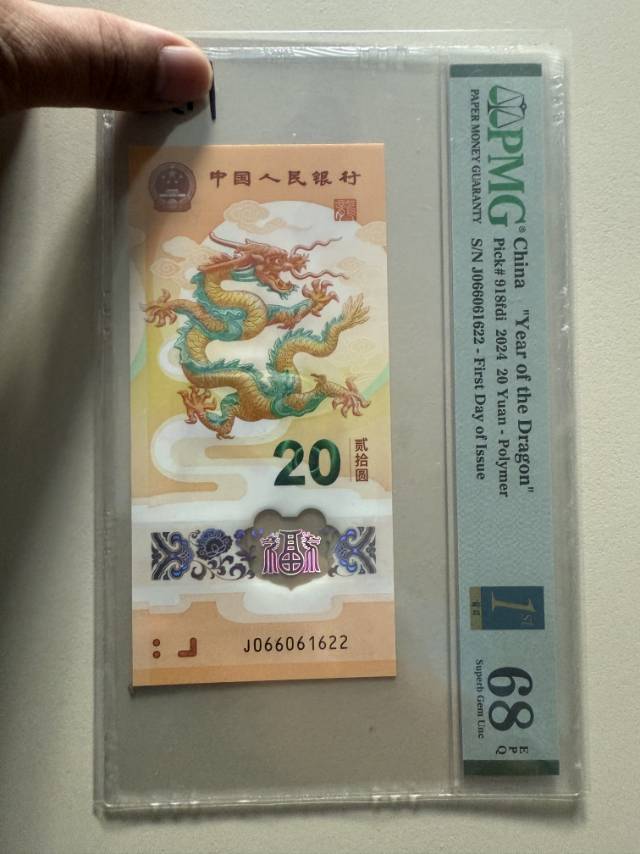 中国人民银行
20
贰拾圆
福
J066061622
PMG®
PAPER MONEY GUARANTY
China "Year of the Dragon"
Pick# 918fdi 2024 20 Yuan - Polymer
S/N J066061622 - First Day of Issue
1st
68 EPQ
Superb Gem Unc